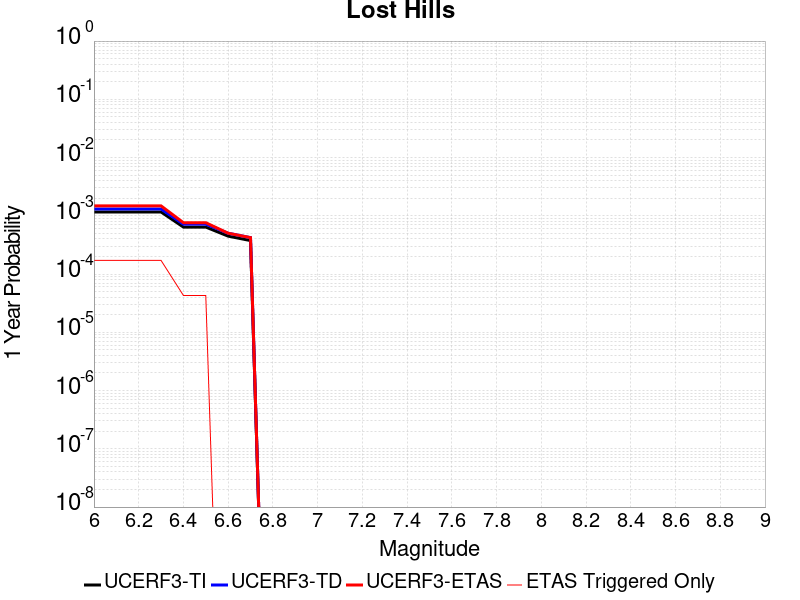 Lost Hills
10^0
10^-1
10^-2
10^-3
10^-4
10^-5
10^-6
10^-7
10^-8
1 Year Probability
6 6.2 6.4 6.6 6.8 7 7.2 7.4 7.6 7.8 8 8.2 8.4 8.6 8.8 9
Magnitude
UCERF3-TI UCERF3-TD UCERF3-ETAS ETAS Triggered Only